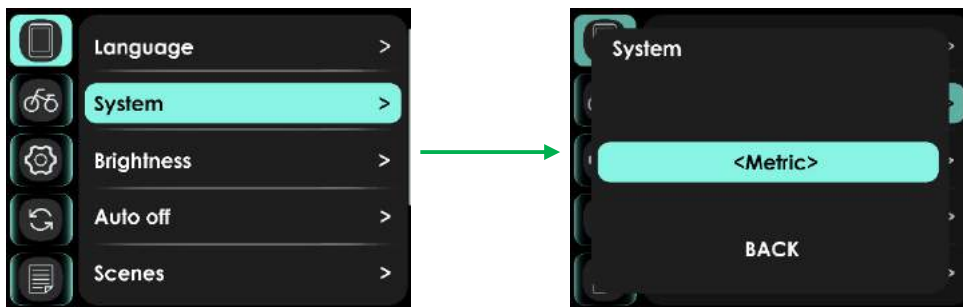 Language >
System >
Brightness >
Auto off >
Scenes >
System
<Metric>
BACK